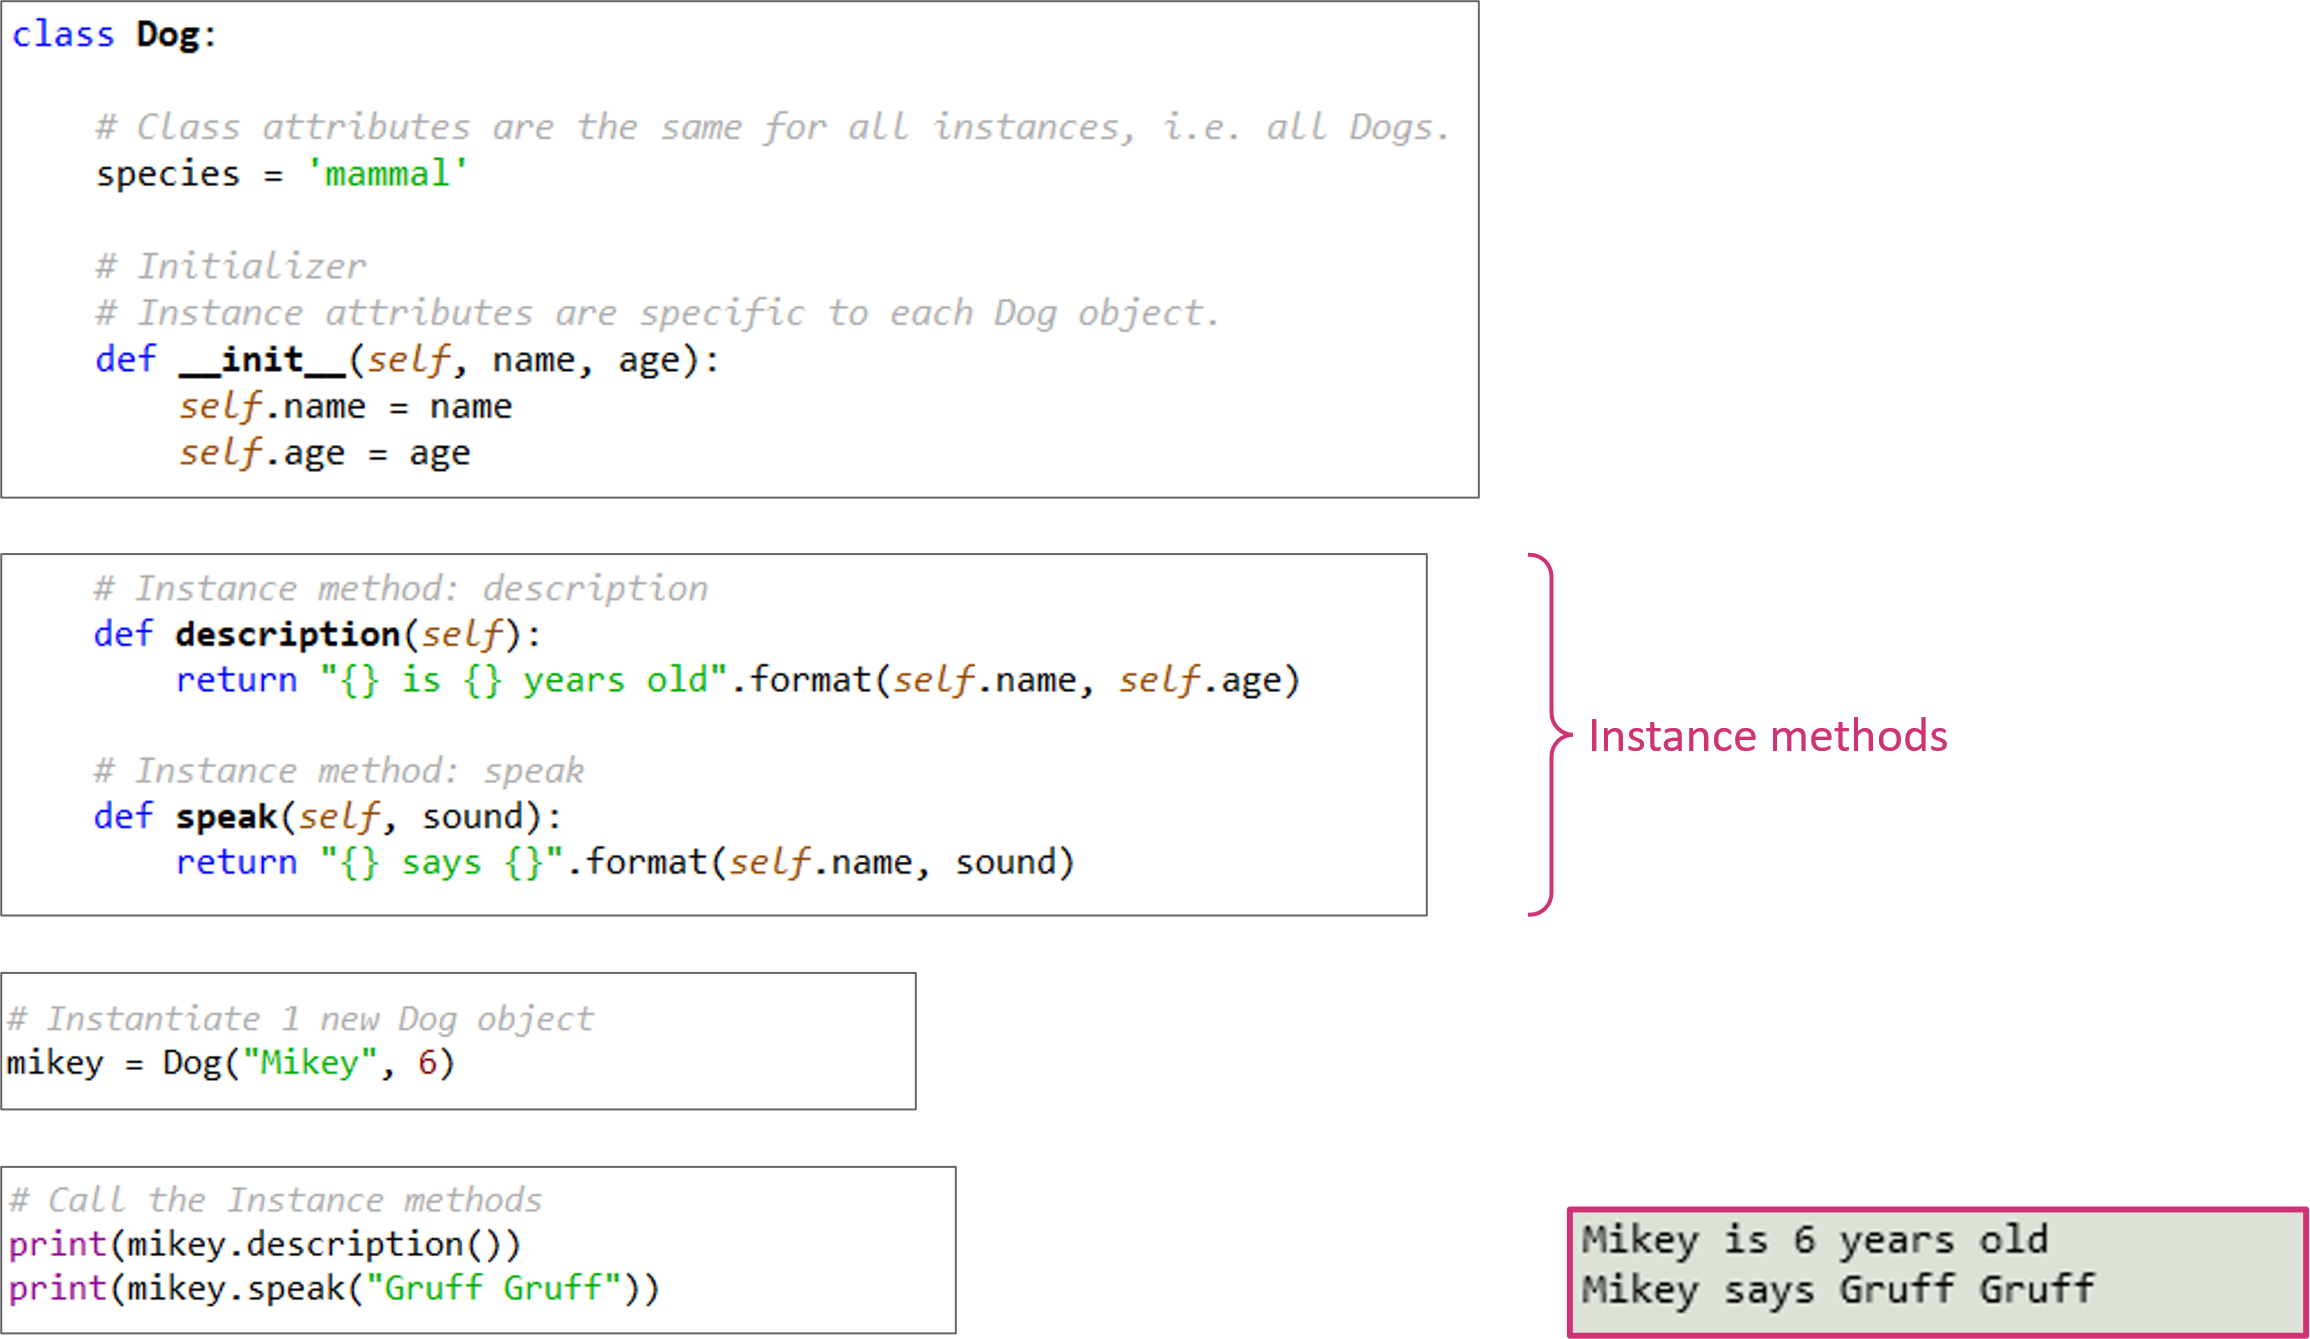 class Dog:
# Class attributes are the same for all instances, i.e. all Dogs.
species = 'mammal'
# Initializer
# Instance attributes are specific to each Dog object.
def __init__(self, name, age):
self.name = name
self.age = age
# Instance method: description
def description(self):
return "{} is {} years old".format(self.name, self.age)
# Instance method: speak
def speak(self, sound):
return "{} says {}".format(self.name, sound)
Instance methods
# Instantiate 1 new Dog object
mikey = Dog("Mikey", 6)
# Call the Instance methods
print(mikey.description())
print(mikey.speak("Gruff Gruff"))
Mikey is 6 years old
Mikey says Gruff Gruff